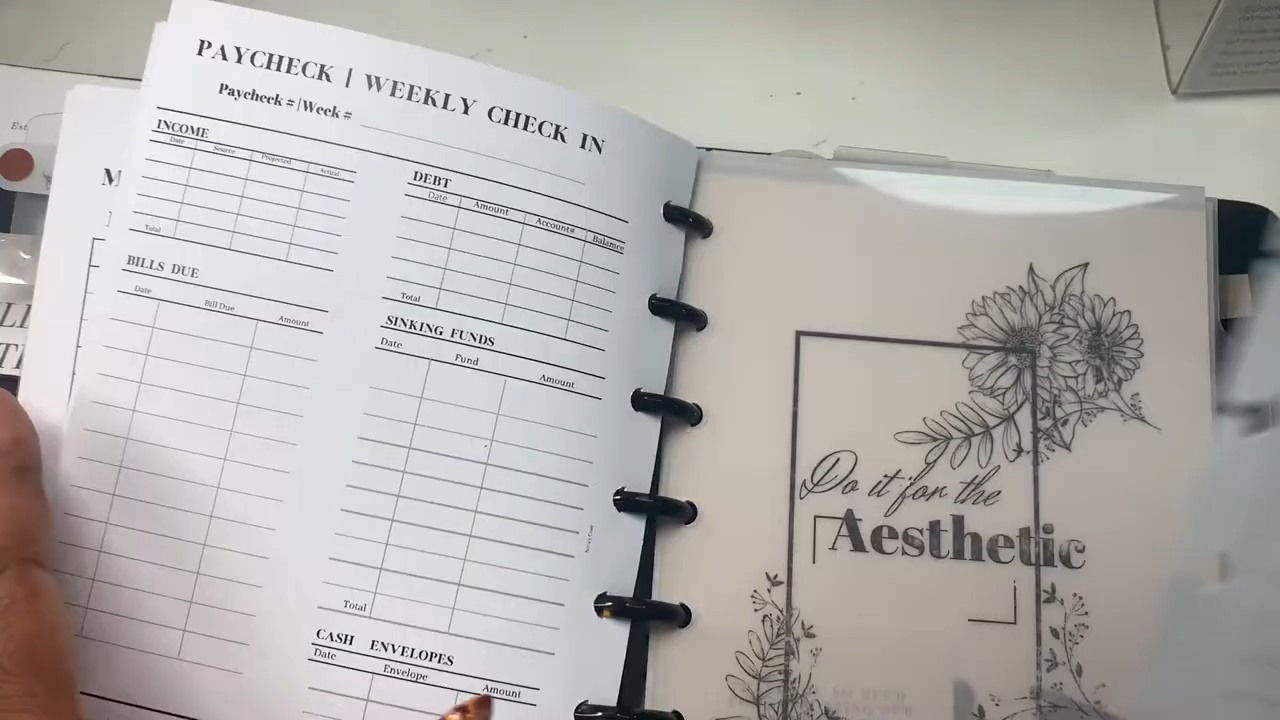 PAYCHECK | WEEKLY CHECK IN
Paycheck # |Week #
INCOME
Date Source Projected Actual
Total
BILLS DUE
Date Bill Due Amount
DEBT
Date Amount Account# Balance
Total
SINKING FUNDS
Date Fund Amount
Total
CASH ENVELOPES
Date Envelope Amount
Do it for the
Aesthetic
Est
M